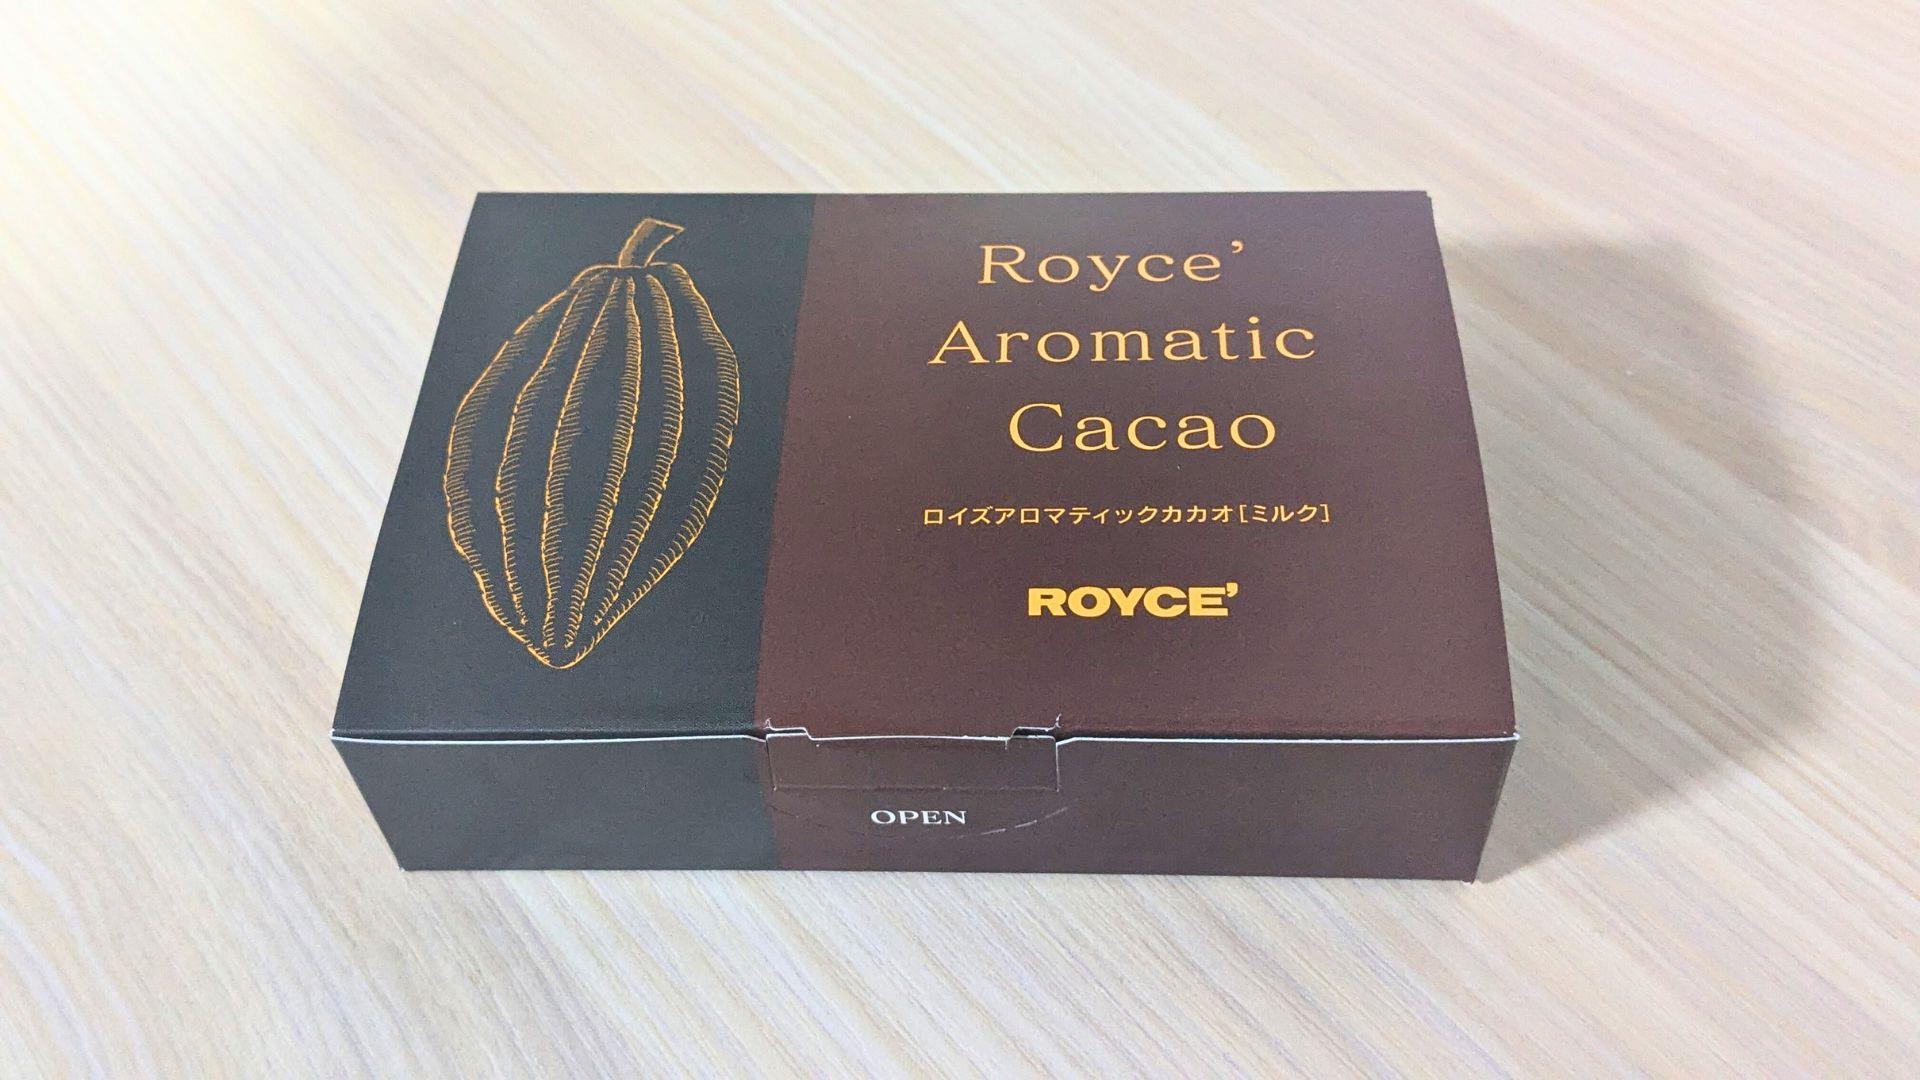 Royce’
Aromatic
Cacao
ロイズアロマティックカカオ[ミルク]
ROYCE’
OPEN